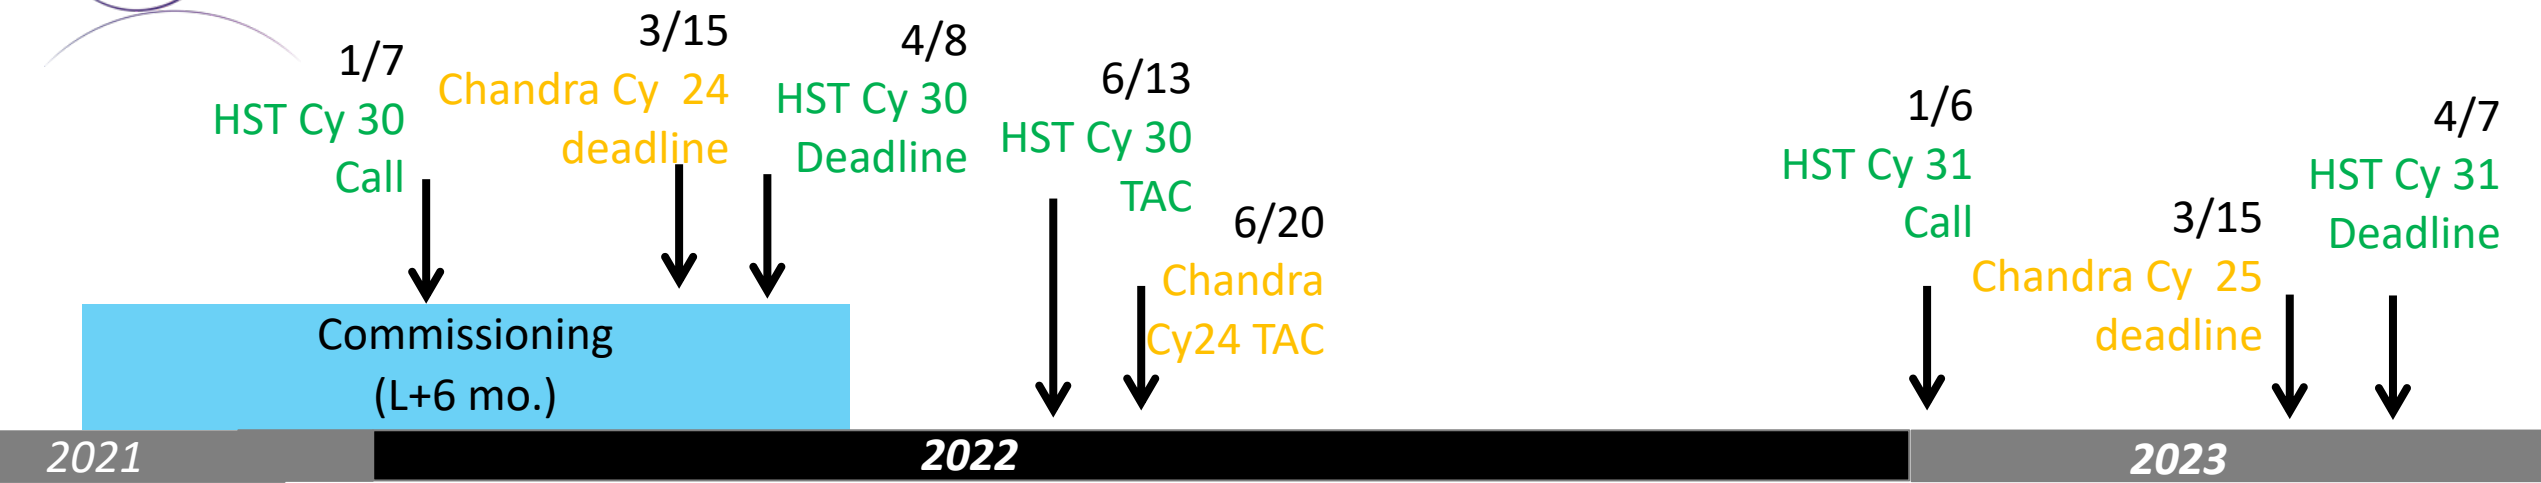 1/7
HST Cy 30
Call
3/15
Chandra Cy 24
deadline
4/8
HST Cy 30
Deadline
6/13
HST Cy 30
TAC
6/20
Chandra
Cy24 TAC
1/6
HST Cy 31
Call
3/15
Chandra Cy 25
deadline
4/7
HST Cy 31
Deadline
Commissioning
(L+6 mo.)
2021
2022
2023